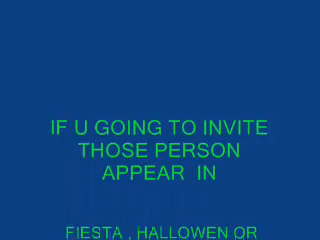 IF U GOING TO INVITE
THOSE PERSON
APPEAR IN
FIESTA , HALLOWEN OR